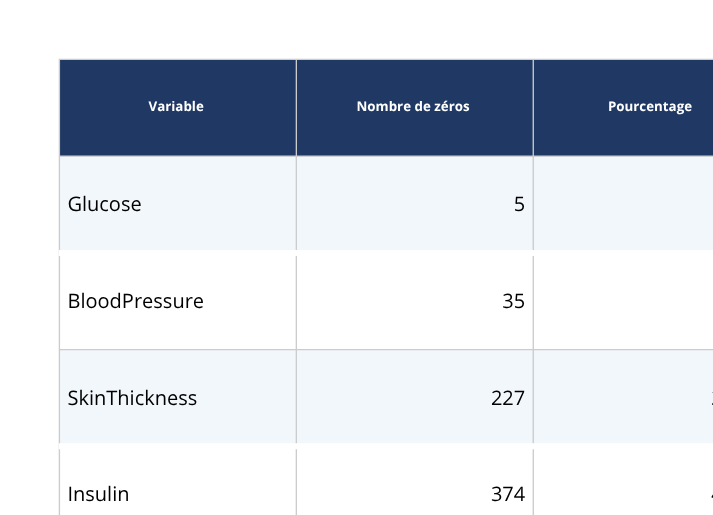 Variable Nombre de zéros Pourcentage
Glucose 5
BloodPressure 35
SkinThickness 227
Insulin 374